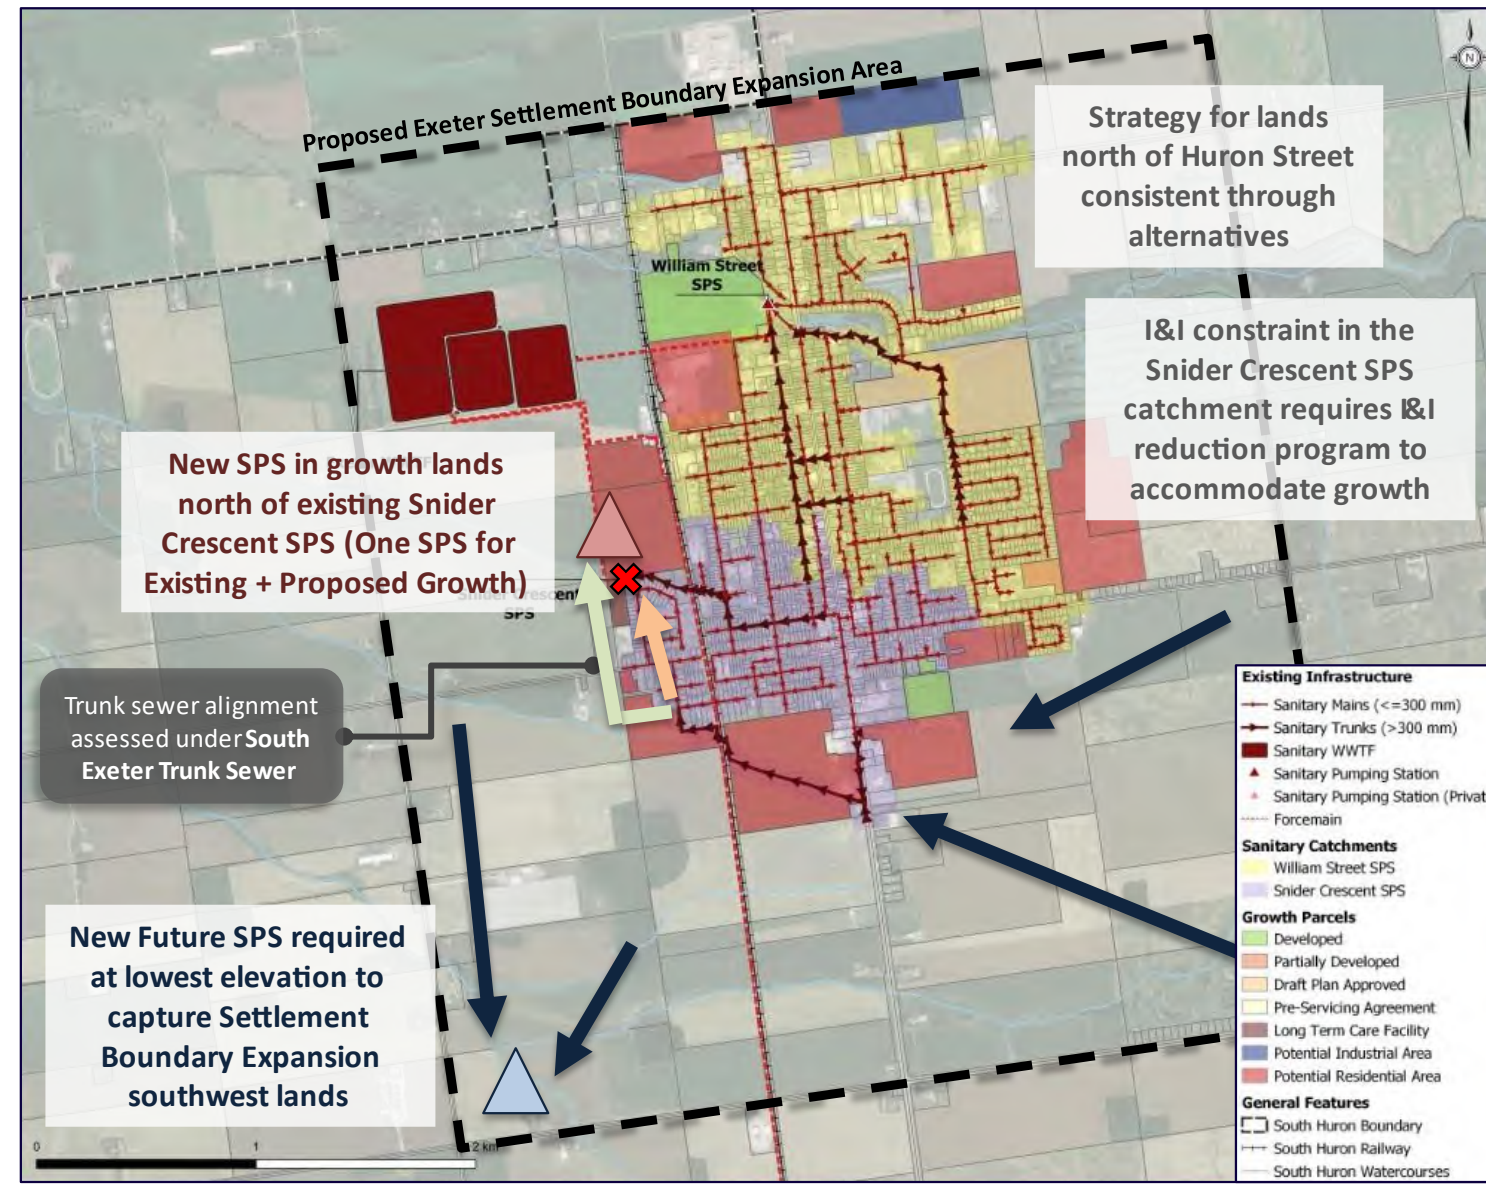 Proposed Exeter Settlement Boundary Expansion Area
N
Strategy for lands
north of Huron Street
consistent through
alternatives
William Street
SPS
I&I constraint in the
Snider Crescent SPS
catchment requires I&I
reduction program to
accommodate growth
New SPS in growth lands
north of existing Snider
Crescent SPS (One SPS for
Existing + Proposed Growth)
Snider Crescent
SPS
Trunk sewer alignment
assessed under South
Exeter Trunk Sewer
New Future SPS required
at lowest elevation to
capture Settlement
Boundary Expansion
southwest lands
0 1 2 km
Existing Infrastructure
Sanitary Mains (<=300 mm)
Sanitary Trunks (>300 mm)
Sanitary WWTF
Sanitary Pumping Station
Sanitary Pumping Station (Privat
Forcemain
Sanitary Catchments
William Street SPS
Snider Crescent SPS
Growth Parcels
Developed
Partially Developed
Draft Plan Approved
Pre-Servicing Agreement
Long Term Care Facility
Potential Industrial Area
Potential Residential Area
General Features
South Huron Boundary
South Huron Railway
South Huron Watercourses